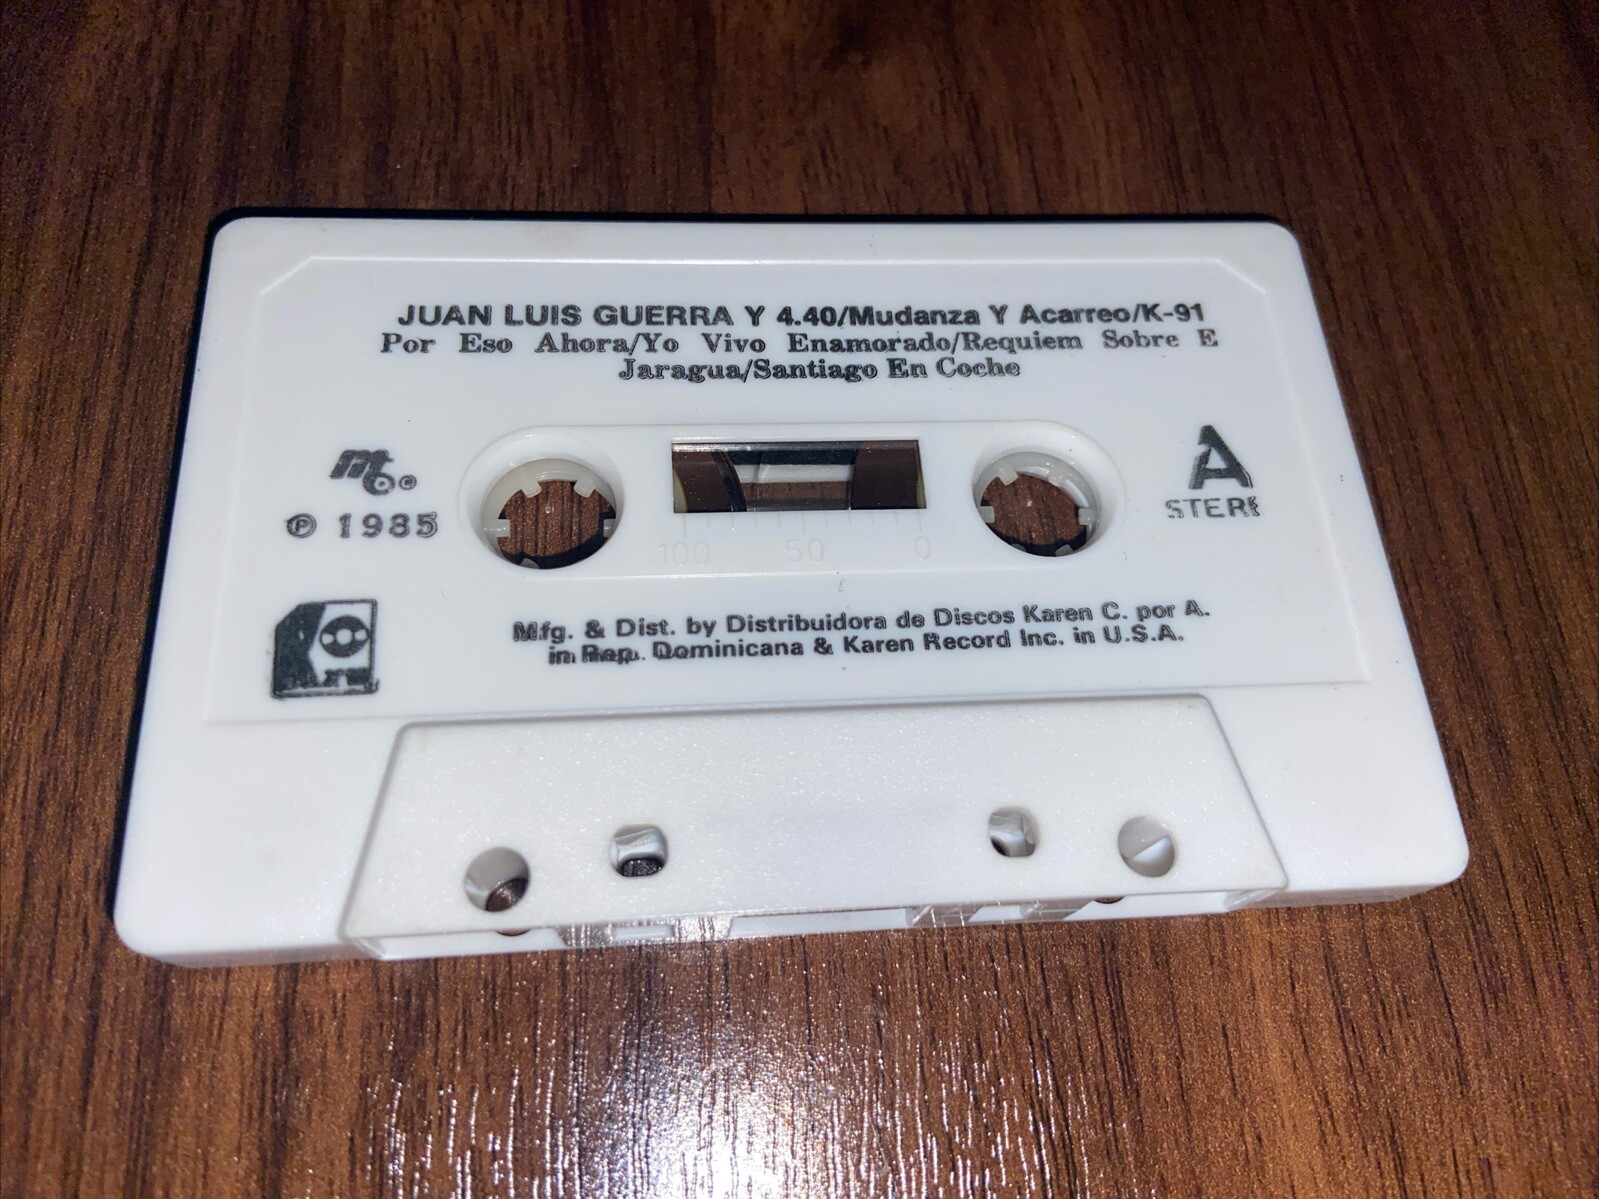 JUAN LUIS GUERRA Y 4.40/Mudanza Y Acarreo/K-91
Por Eso Ahora/Yo Vivo Enamorado/Requiem Sobre E
Jaragua/Santiago En Coche
A
STERE
℗ 1985
100 50 0
Mfg. & Dist. by Distribuidora de Discos Karen C. por A.
in Rep. Dominicana & Karen Record Inc. in U.S.A.